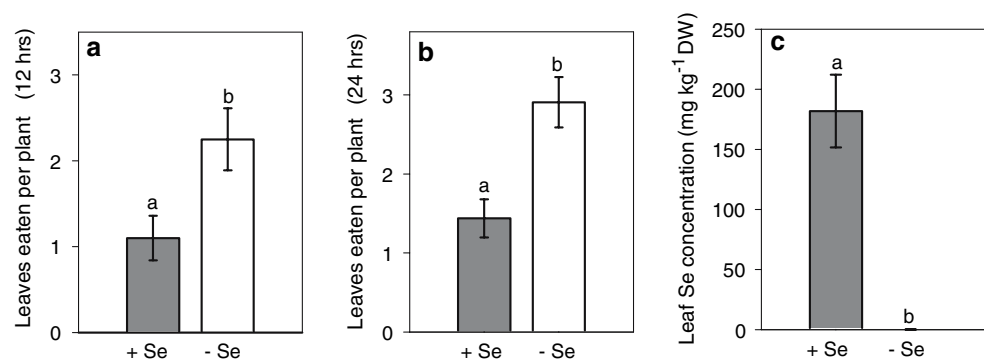 a
Leaves eaten per plant (12 hrs)
3
2
1
0
a
b
+ Se
- Se
b
Leaves eaten per plant (24 hrs)
3
2
1
0
a
b
+ Se
- Se
c
Leaf Se concentration (mg kg⁻¹ DW)
250
200
150
100
50
0
a
b
+ Se
- Se